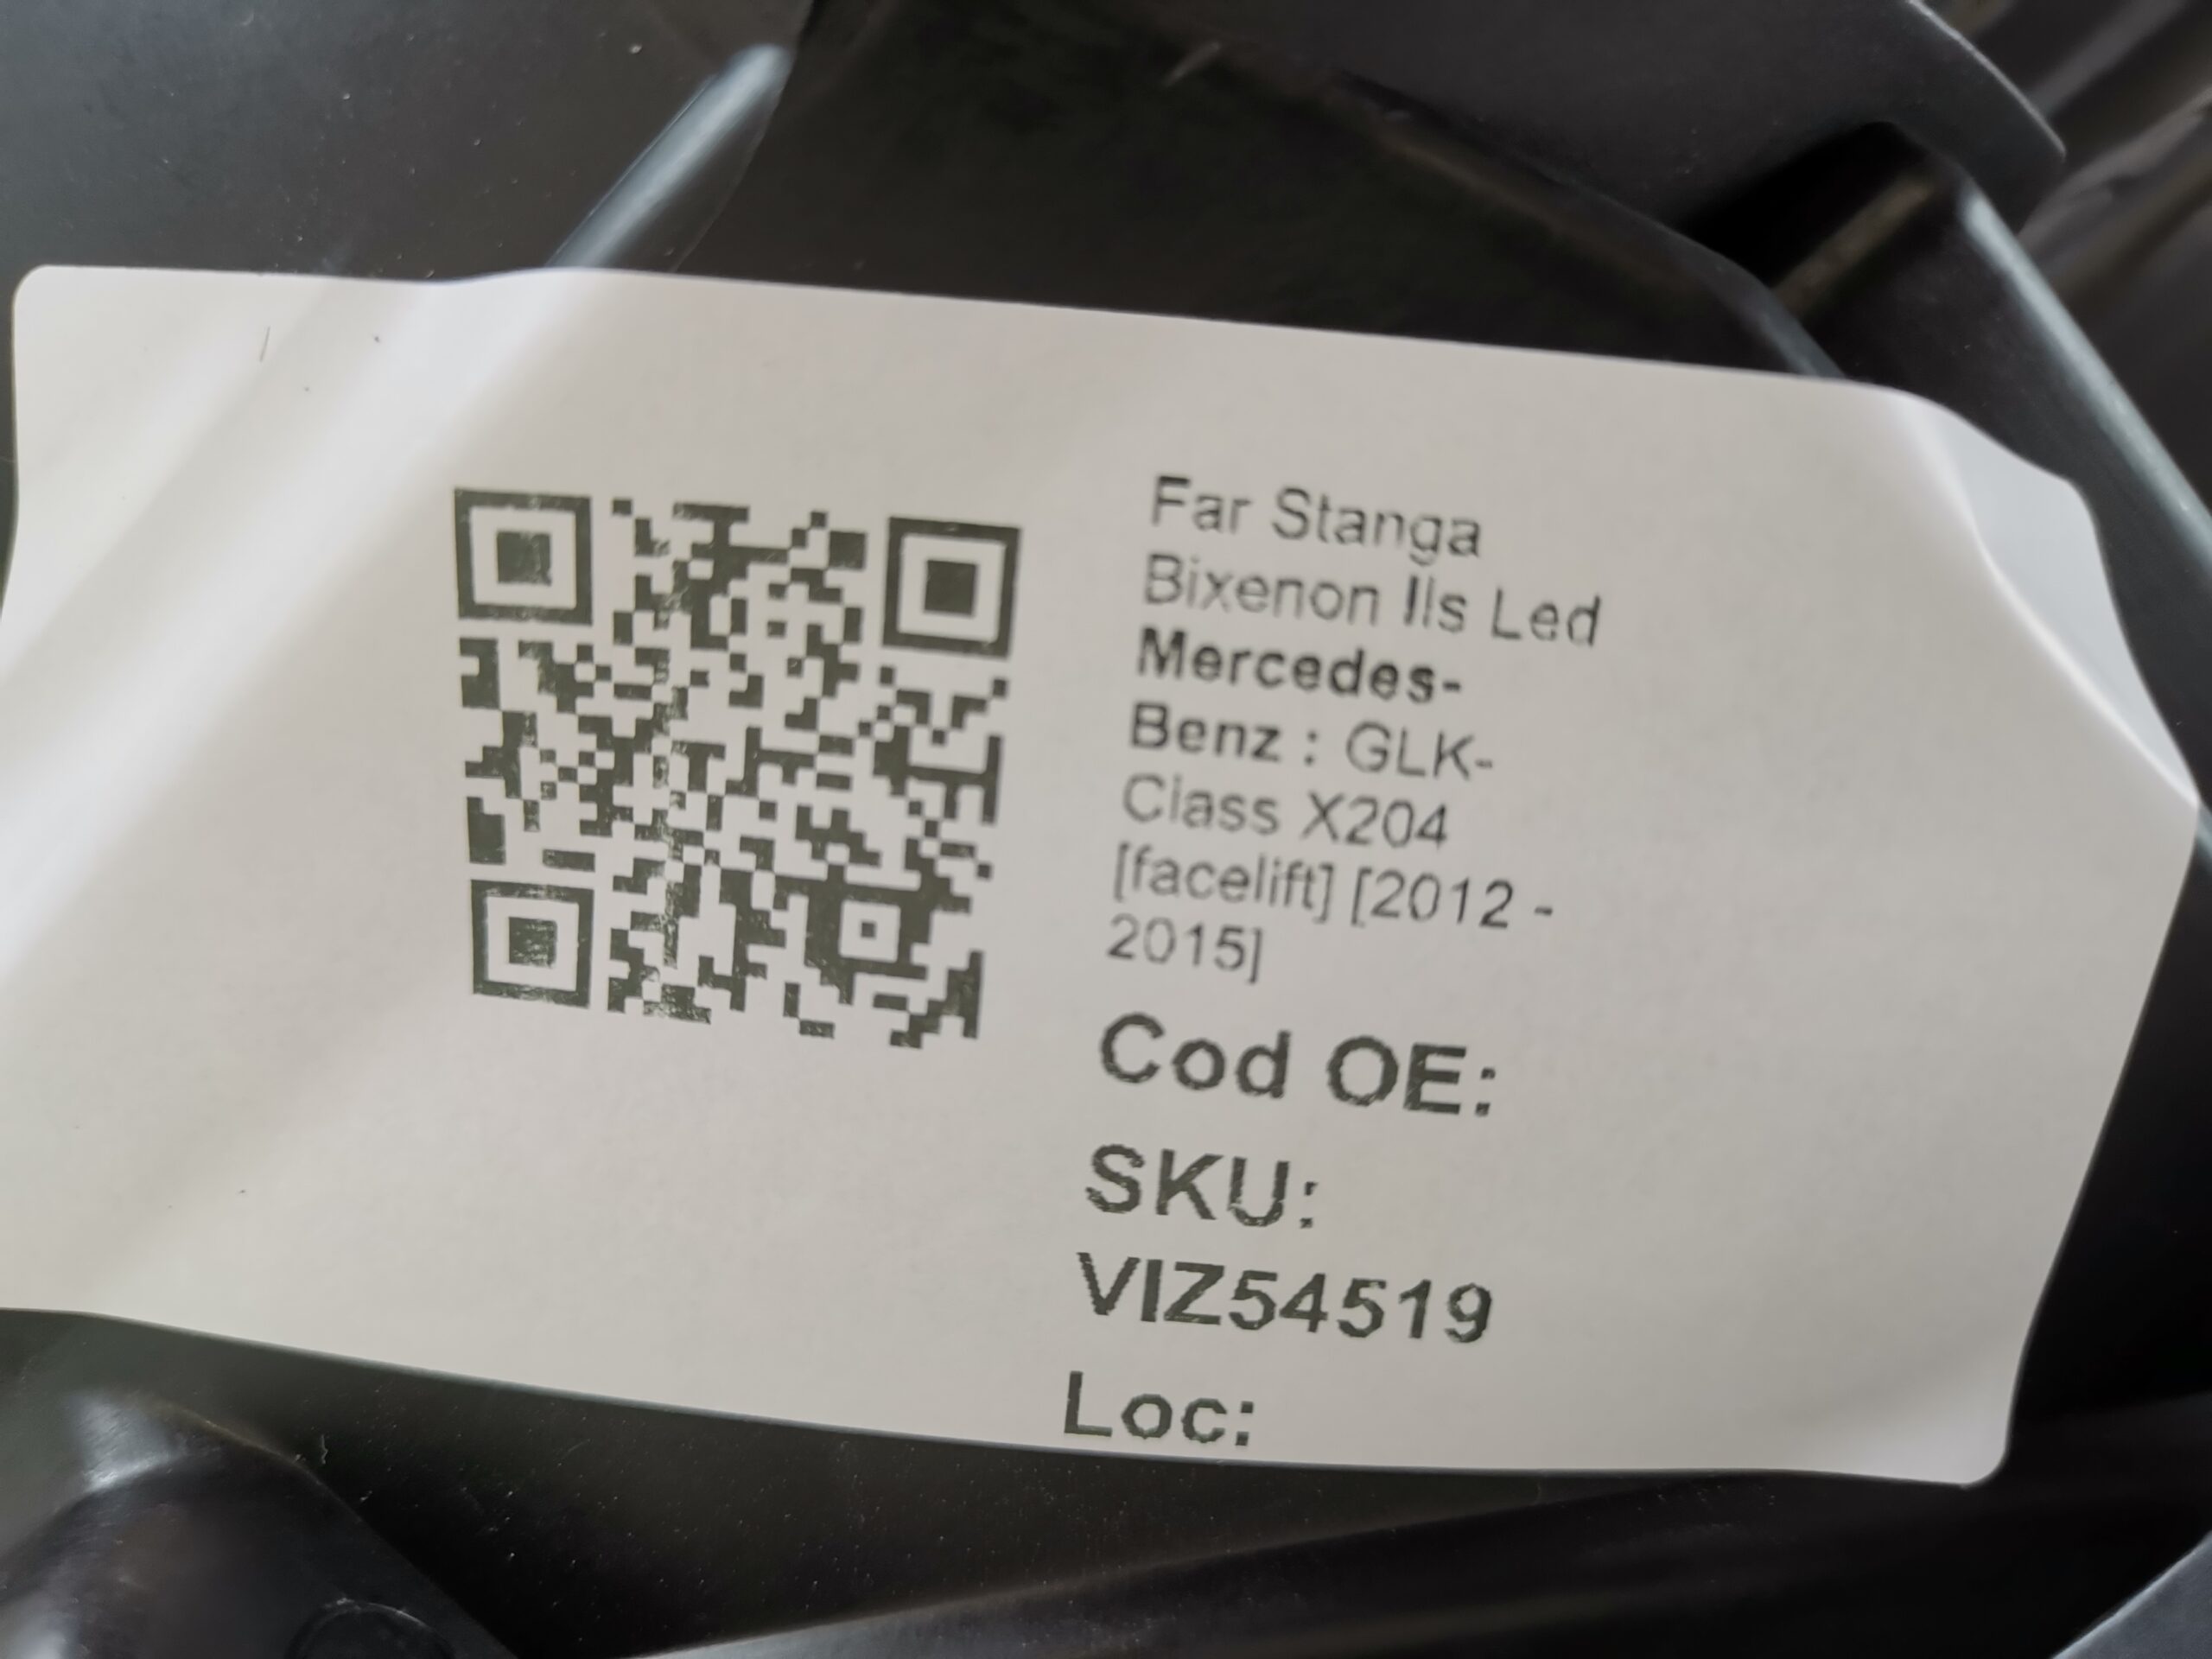 Far Stanga
Bixenon Ils Led
Mercedes-
Benz : GLK-
Class X204
[facelift] [2012 -
2015]
Cod OE:
SKU:
VIZ54519
Loc: